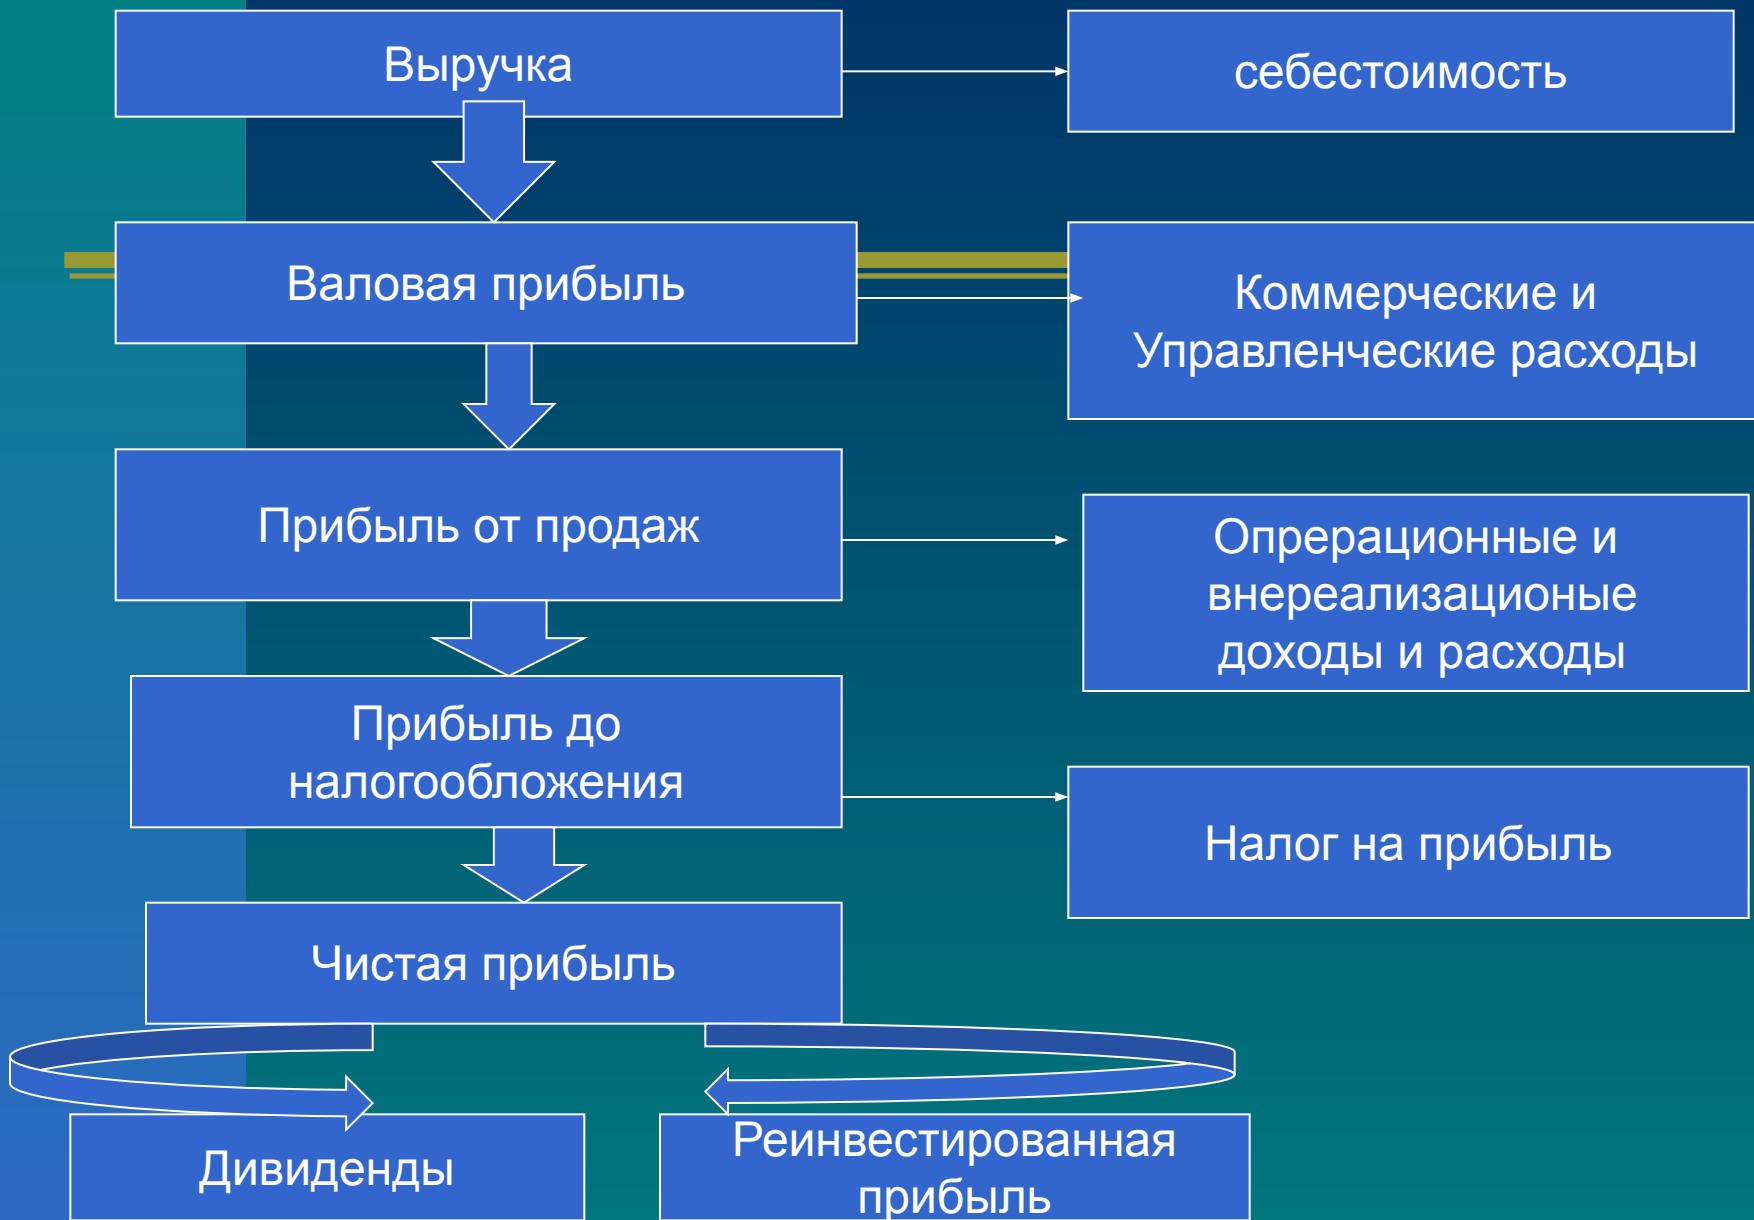 Выручка
себестоимость
Валовая прибыль
Коммерческие и
Управленческие расходы
Прибыль от продаж
Опрерационные и
внереализационые
доходы и расходы
Прибыль до
налогообложения
Налог на прибыль
Чистая прибыль
Дивиденды
Реинвестированная
прибыль